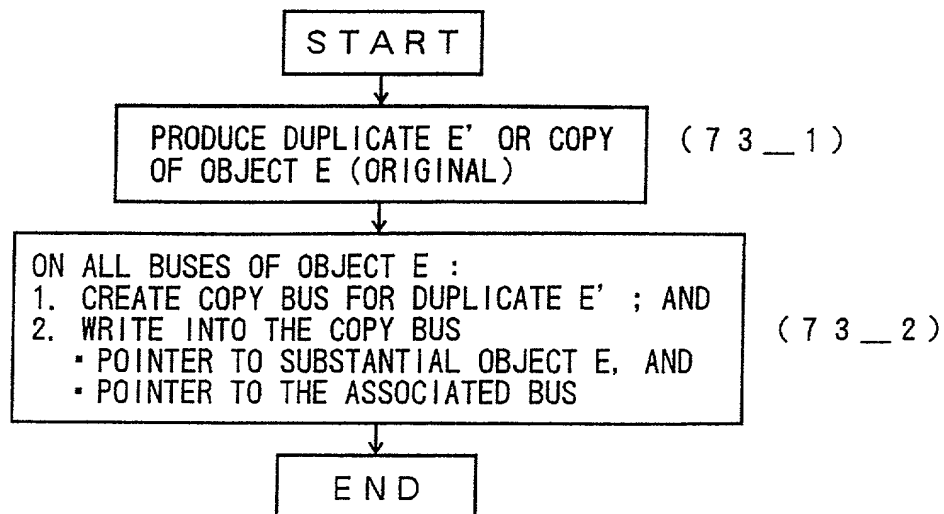 START
PRODUCE DUPLICATE E' OR COPY
OF OBJECT E (ORIGINAL)
(73_1)
ON ALL BUSES OF OBJECT E :
1. CREATE COPY BUS FOR DUPLICATE E' ; AND
2. WRITE INTO THE COPY BUS
▪ POINTER TO SUBSTANTIAL OBJECT E, AND
▪ POINTER TO THE ASSOCIATED BUS
(73_2)
END